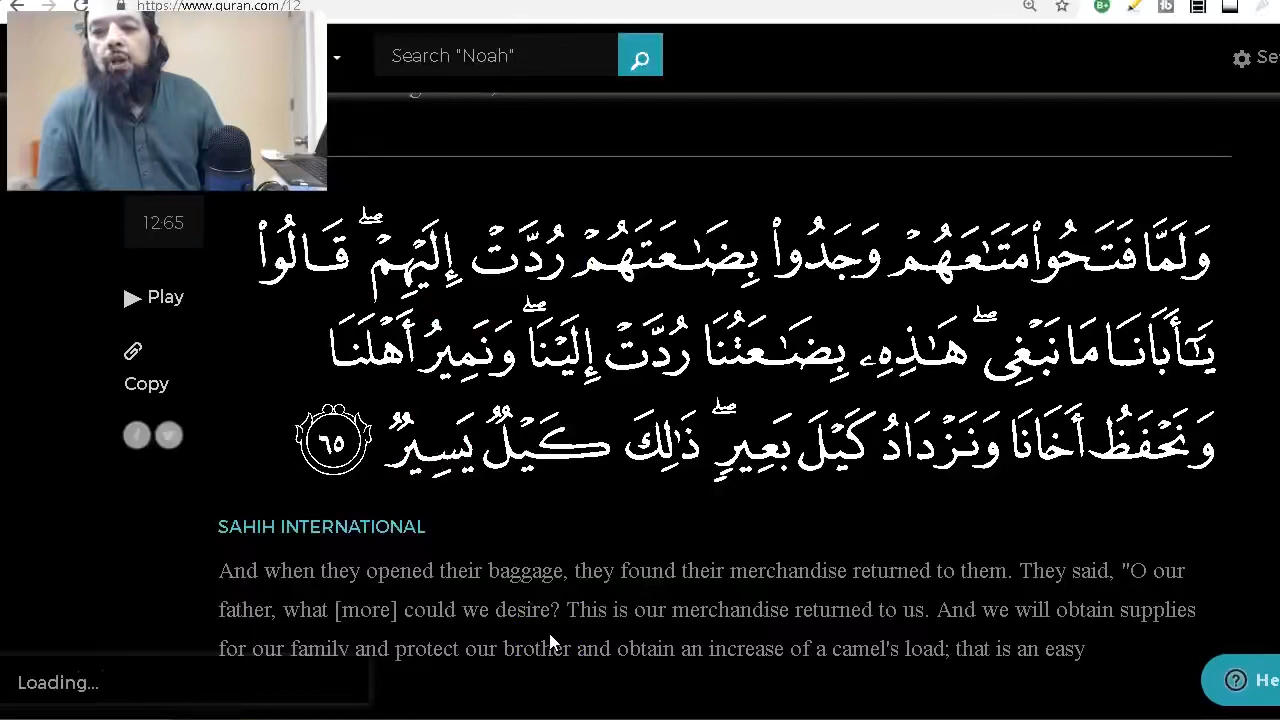 https://www.quran.com/12
Search "Noah"
12:65
Play
Copy
وَلَمَّا فَتَحُوا۟ مَتَـٰعَهُمْ وَجَدُوا۟ بِضَـٰعَتَهُمْ رُدَّتْ إِلَيْهِمْ ۖ قَالُوا۟
يَـٰٓأَبَانَا مَا نَبْغِى ۖ هَـٰذِهِۦ بِضَـٰعَتُنَا رُدَّتْ إِلَيْنَا ۖ وَنَمِيرُ أَهْلَنَا
وَنَحْفَظُ أَخَانَا وَنَزْدَادُ كَيْلَ بَعِيرٍ ۖ ذَٰلِكَ كَيْلٌ يَسِيرٌ ٦٥
SAHIH INTERNATIONAL
And when they opened their baggage, they found their merchandise returned to them. They said, "O our
father, what [more] could we desire? This is our merchandise returned to us. And we will obtain supplies
for our family and protect our brother and obtain an increase of a camel's load; that is an easy
Loading...